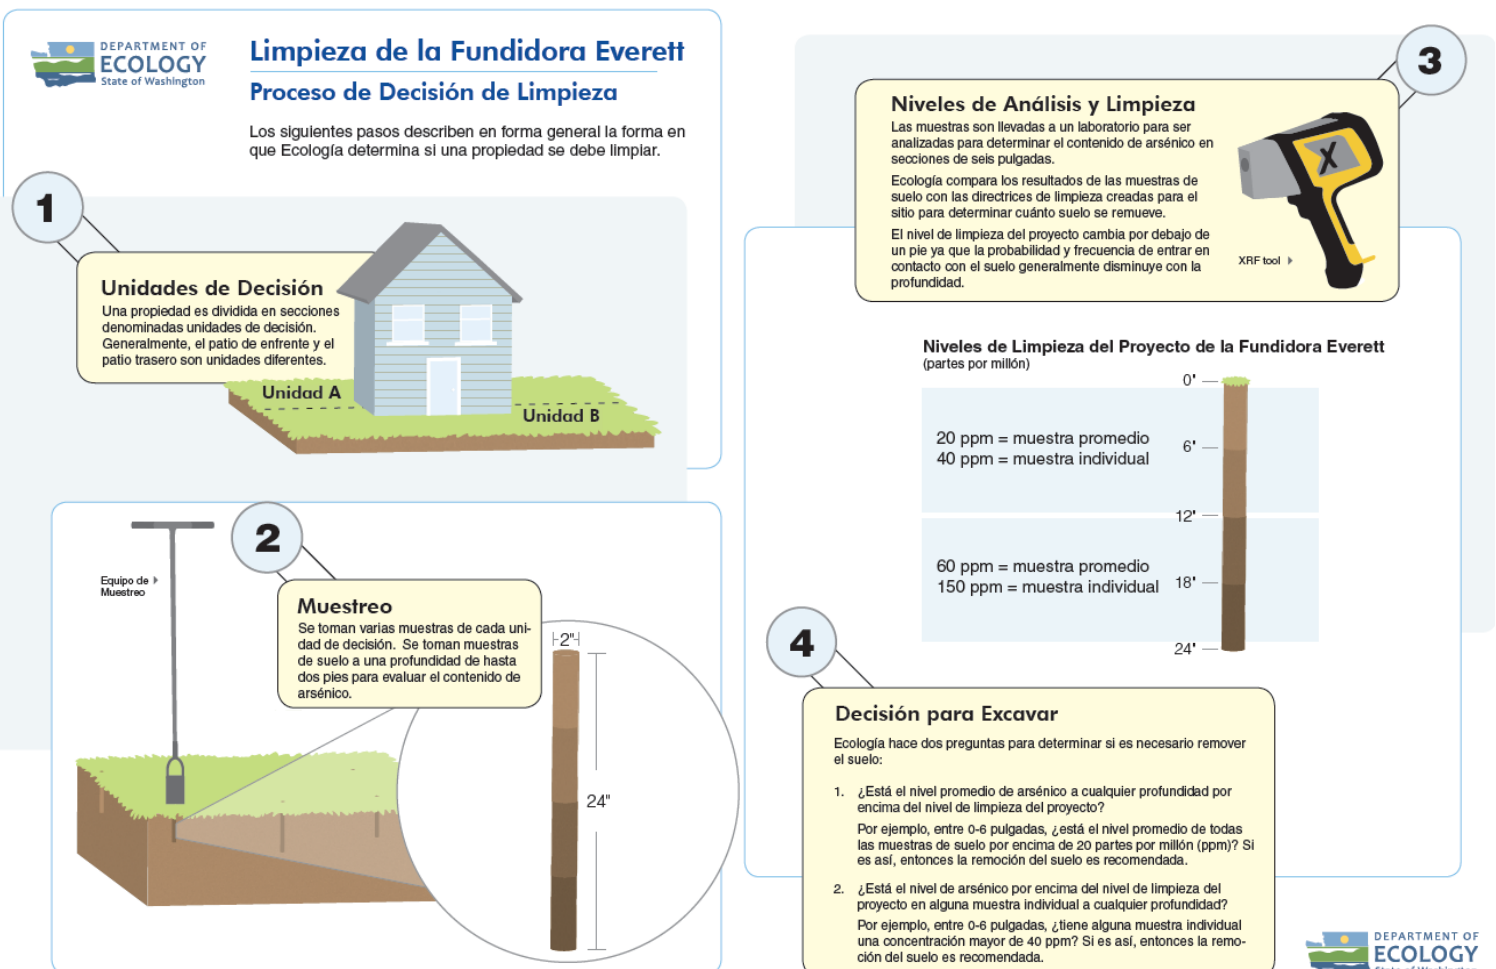 DEPARTMENT OF
ECOLOGY
State of Washington
Limpieza de la Fundidora Everett
Proceso de Decisión de Limpieza
Los siguientes pasos describen en forma general la forma en
que Ecología determina si una propiedad se debe limpiar.
1
Unidades de Decisión
Una propiedad es dividida en secciones
denominadas unidades de decisión.
Generalmente, el patio de enfrente y el
patio trasero son unidades diferentes.
Unidad A
Unidad B
2
Equipo de
Muestreo
Muestreo
Se toman varias muestras de cada uni-
dad de decisión. Se toman muestras
de suelo a una profundidad de hasta
dos pies para evaluar el contenido de
arsénico.
2"
24"
3
Niveles de Análisis y Limpieza
Las muestras son llevadas a un laboratorio para ser
analizadas para determinar el contenido de arsénico en
secciones de seis pulgadas.
Ecología compara los resultados de las muestras de
suelo con las directrices de limpieza creadas para el
sitio para determinar cuánto suelo se remueve.
El nivel de limpieza del proyecto cambia por debajo de
un pie ya que la probabilidad y frecuencia de entrar en
contacto con el suelo generalmente disminuye con la
profundidad.
X
XRF tool
Niveles de Limpieza del Proyecto de la Fundidora Everett
(partes por millón)
0'
20 ppm = muestra promedio
40 ppm = muestra individual
6'
12'
60 ppm = muestra promedio
150 ppm = muestra individual
18'
24'
4
Decisión para Excavar
Ecología hace dos preguntas para determinar si es necesario remover
el suelo:
1. ¿Está el nivel promedio de arsénico a cualquier profundidad por
encima del nivel de limpieza del proyecto?
Por ejemplo, entre 0-6 pulgadas, ¿está el nivel promedio de todas
las muestras de suelo por encima de 20 partes por millón (ppm)? Si
es así, entonces la remoción del suelo es recomendada.
2. ¿Está el nivel de arsénico por encima del nivel de limpieza del
proyecto en alguna muestra individual a cualquier profundidad?
Por ejemplo, entre 0-6 pulgadas, ¿tiene alguna muestra individual
una concentración mayor de 40 ppm? Si es así, entonces la remo-
ción del suelo es recomendada.
DEPARTMENT OF
ECOLOGY
State of Washington